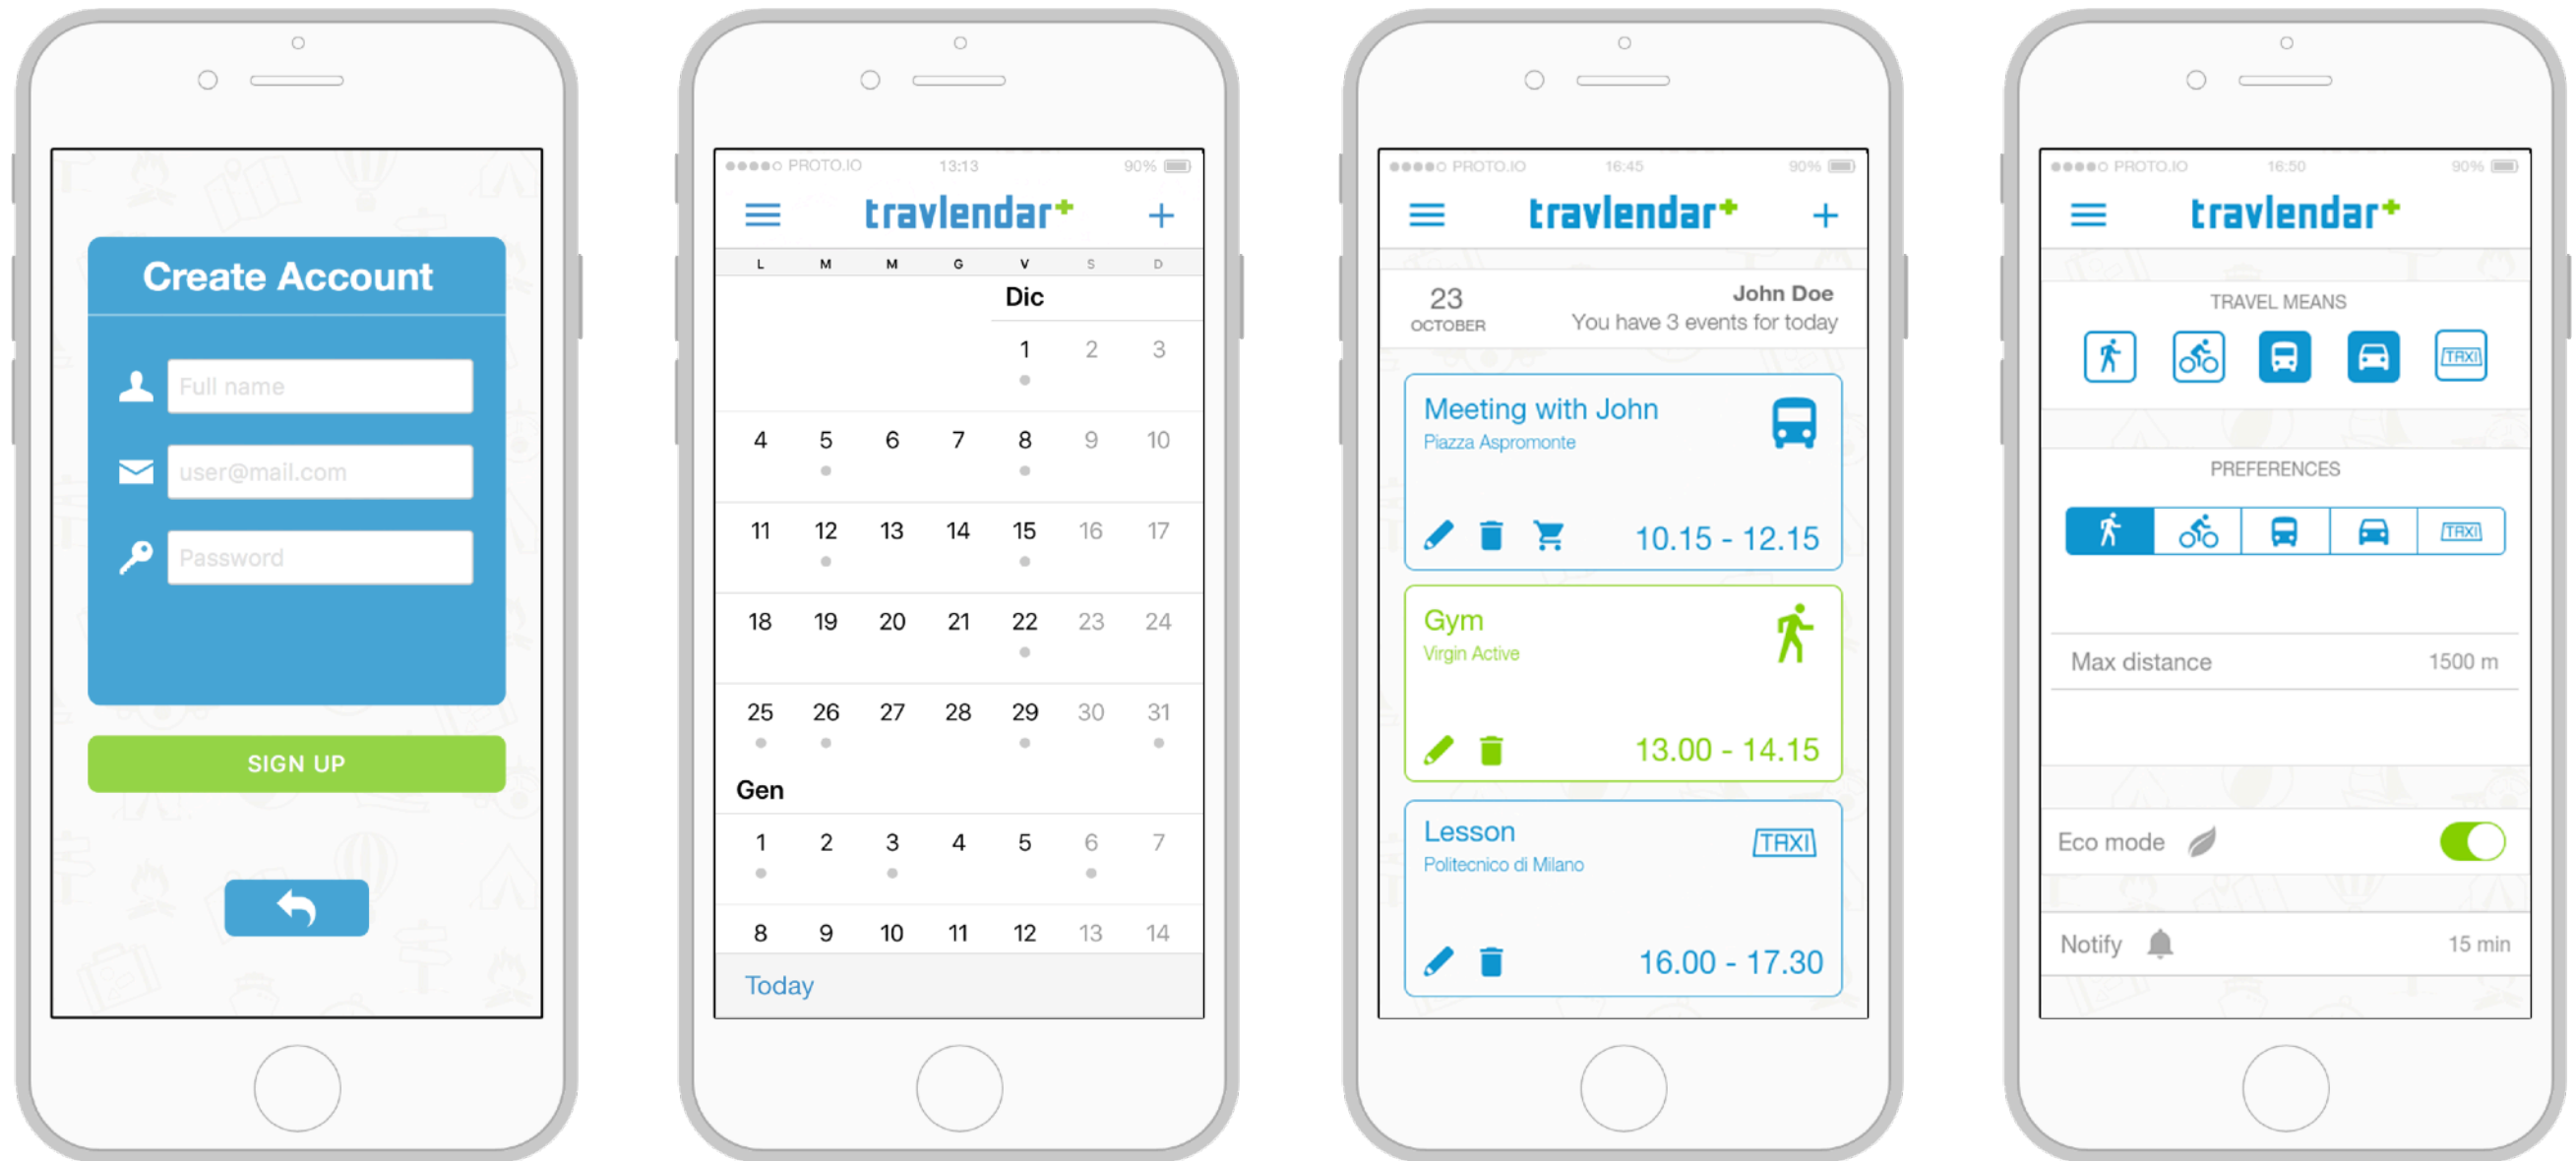 Create Account
Full name
user@mail.com
Password
SIGN UP
PROTO.IO 13:13 90%
travlendar+
L M M G V S D
Dic
1 2 3
4 5 6 7 8 9 10
11 12 13 14 15 16 17
18 19 20 21 22 23 24
25 26 27 28 29 30 31
Gen
1 2 3 4 5 6 7
8 9 10 11 12 13 14
Today
PROTO.IO 16:45 90%
travlendar+
23 John Doe
OCTOBER You have 3 events for today
Meeting with John
Piazza Aspromonte
10.15 - 12.15
Gym
Virgin Active
13.00 - 14.15
Lesson TAXI
Politecnico di Milano
16.00 - 17.30
PROTO.IO 16:50 90%
travlendar+
TRAVEL MEANS
TAXI
PREFERENCES
TAXI
Max distance 1500 m
Eco mode
Notify 15 min